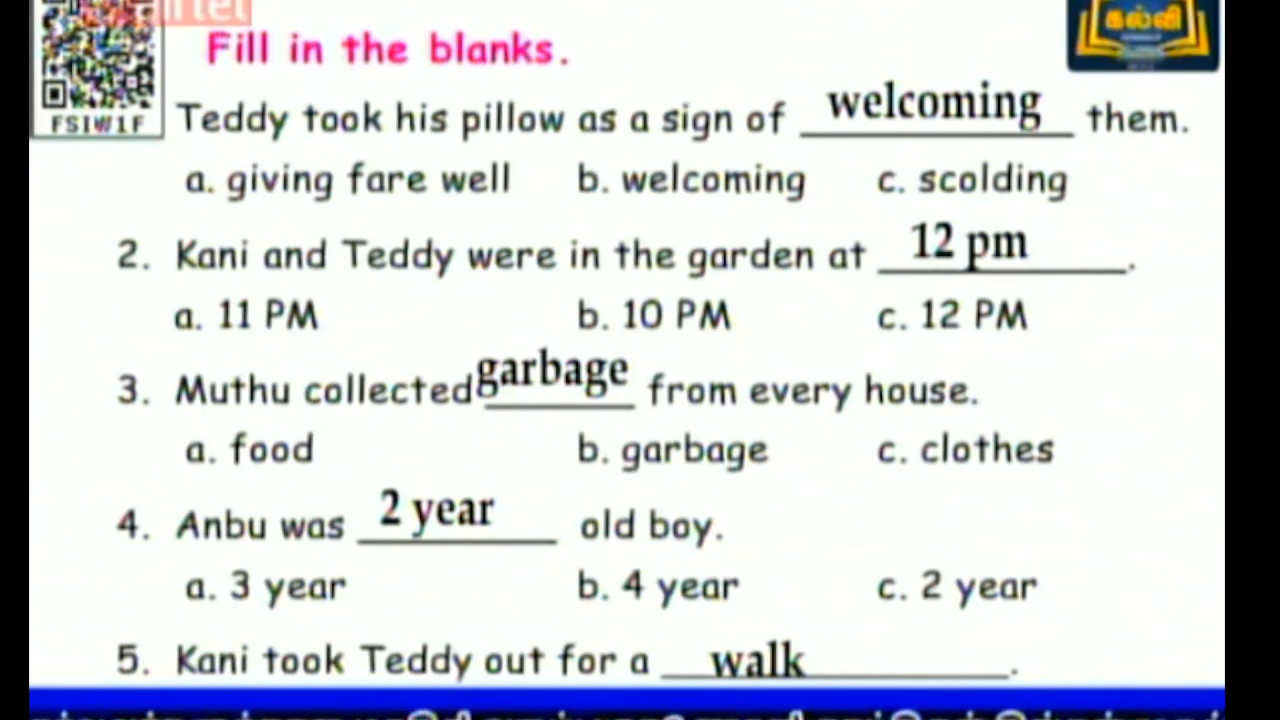 airtel
கல்வி
Fill in the blanks.
FSIW1F
Teddy took his pillow as a sign of welcoming them.
a. giving fare well b. welcoming c. scolding
2. Kani and Teddy were in the garden at 12 pm.
a. 11 PM b. 10 PM c. 12 PM
3. Muthu collected garbage from every house.
a. food b. garbage c. clothes
4. Anbu was 2 year old boy.
a. 3 year b. 4 year c. 2 year
5. Kani took Teddy out for a walk.